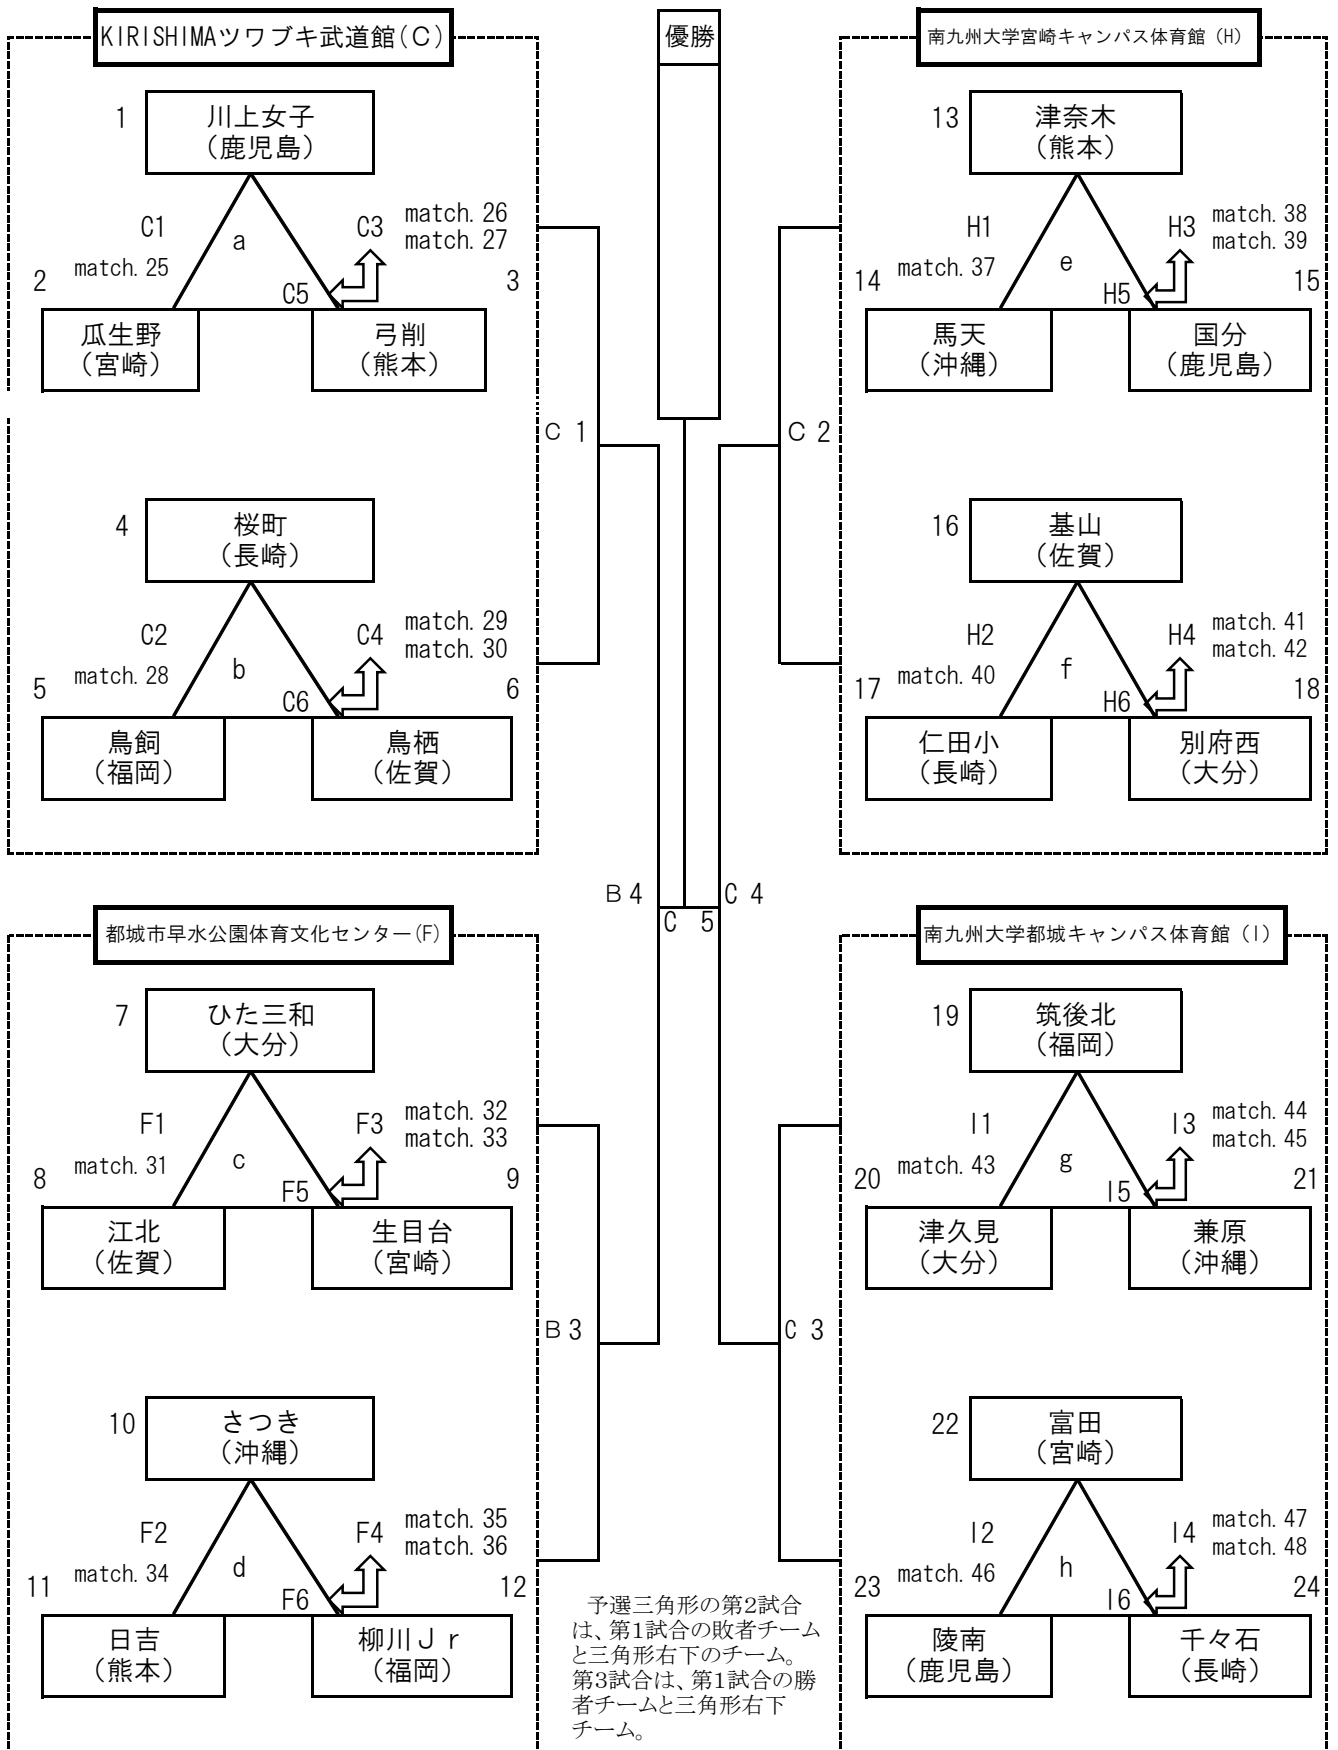 KIRISHIMAツワブキ武道館(C)
1
川上女子
(鹿児島)
C1
match. 25
a
C3
match. 26
match. 27
C5
2
瓜生野
(宮崎)
3
弓削
(熊本)
4
桜町
(長崎)
C2
match. 28
b
C4
match. 29
match. 30
C6
5
鳥飼
(福岡)
6
鳥栖
(佐賀)
C 1
都城市早水公園体育文化センター(F)
7
ひた三和
(大分)
F1
match. 31
c
F3
match. 32
match. 33
F5
8
江北
(佐賀)
9
生目台
(宮崎)
10
さつき
(沖縄)
F2
match. 34
d
F4
match. 35
match. 36
F6
11
日吉
(熊本)
12
柳川Jr
(福岡)
B 3
B 4
優勝
C 5
C 4
南九州大学宮崎キャンパス体育館 (H)
13
津奈木
(熊本)
H1
match. 37
e
H3
match. 38
match. 39
H5
14
馬天
(沖縄)
15
国分
(鹿児島)
16
基山
(佐賀)
H2
match. 40
f
H4
match. 41
match. 42
H6
17
仁田小
(長崎)
18
別府西
(大分)
C 2
南九州大学都城キャンパス体育館 (I)
19
筑後北
(福岡)
I1
match. 43
g
I3
match. 44
match. 45
I5
20
津久見
(大分)
21
兼原
(沖縄)
22
富田
(宮崎)
I2
match. 46
h
I4
match. 47
match. 48
I6
23
陵南
(鹿児島)
24
千々石
(長崎)
C 3
予選三角形の第2試合
は、第1試合の敗者チーム
と三角形右下のチーム。
第3試合は、第1試合の勝
者チームと三角形右下
チーム。